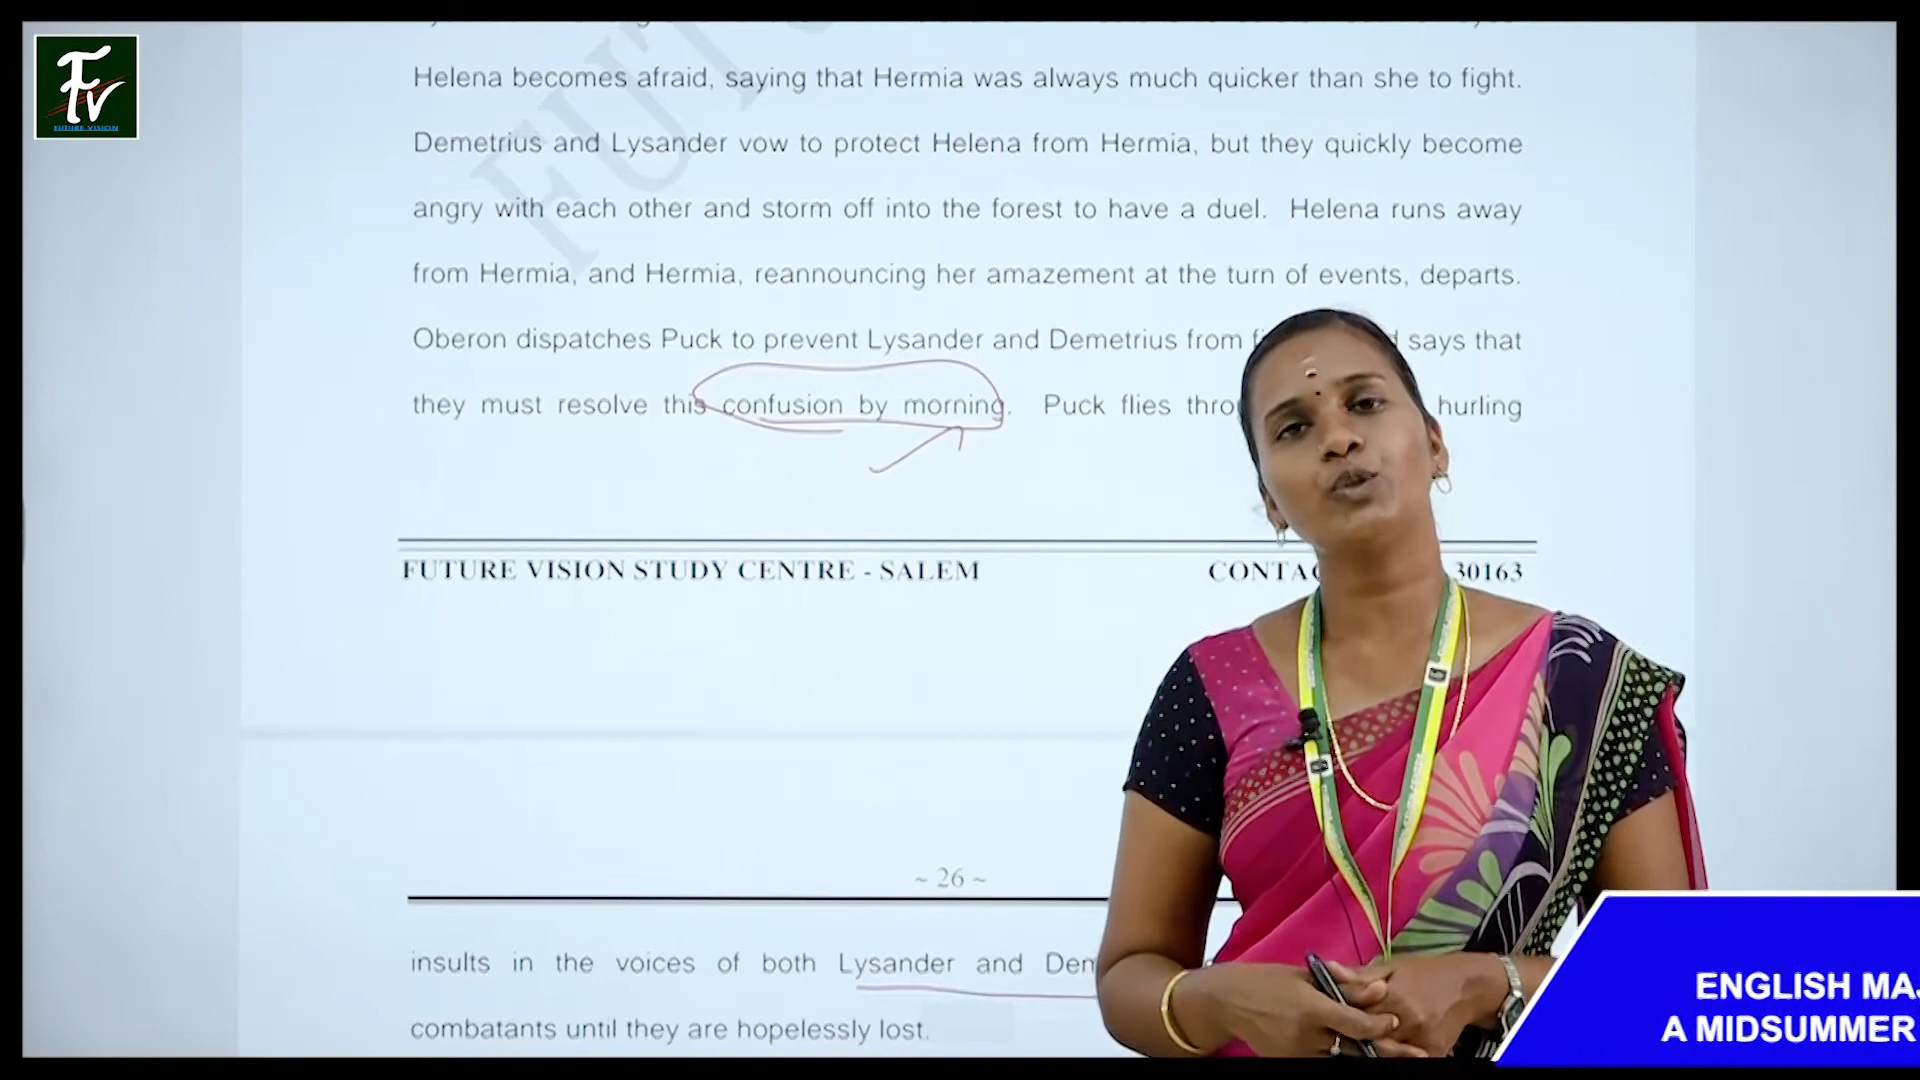 FV
FUTURE VISION
Helena becomes afraid, saying that Hermia was always much quicker than she to fight.
Demetrius and Lysander vow to protect Helena from Hermia, but they quickly become
angry with each other and storm off into the forest to have a duel. Helena runs away
from Hermia, and Hermia, reannouncing her amazement at the turn of events, departs.
Oberon dispatches Puck to prevent Lysander and Demetrius from says that
they must resolve this confusion by morning. Puck flies hurling
FUTURE VISION STUDY CENTRE - SALEM 30163
~ 26 ~
insults in the voices of both Lysander and
combatants until they are hopelessly lost.
ENGLISH
A MIDSUMMER